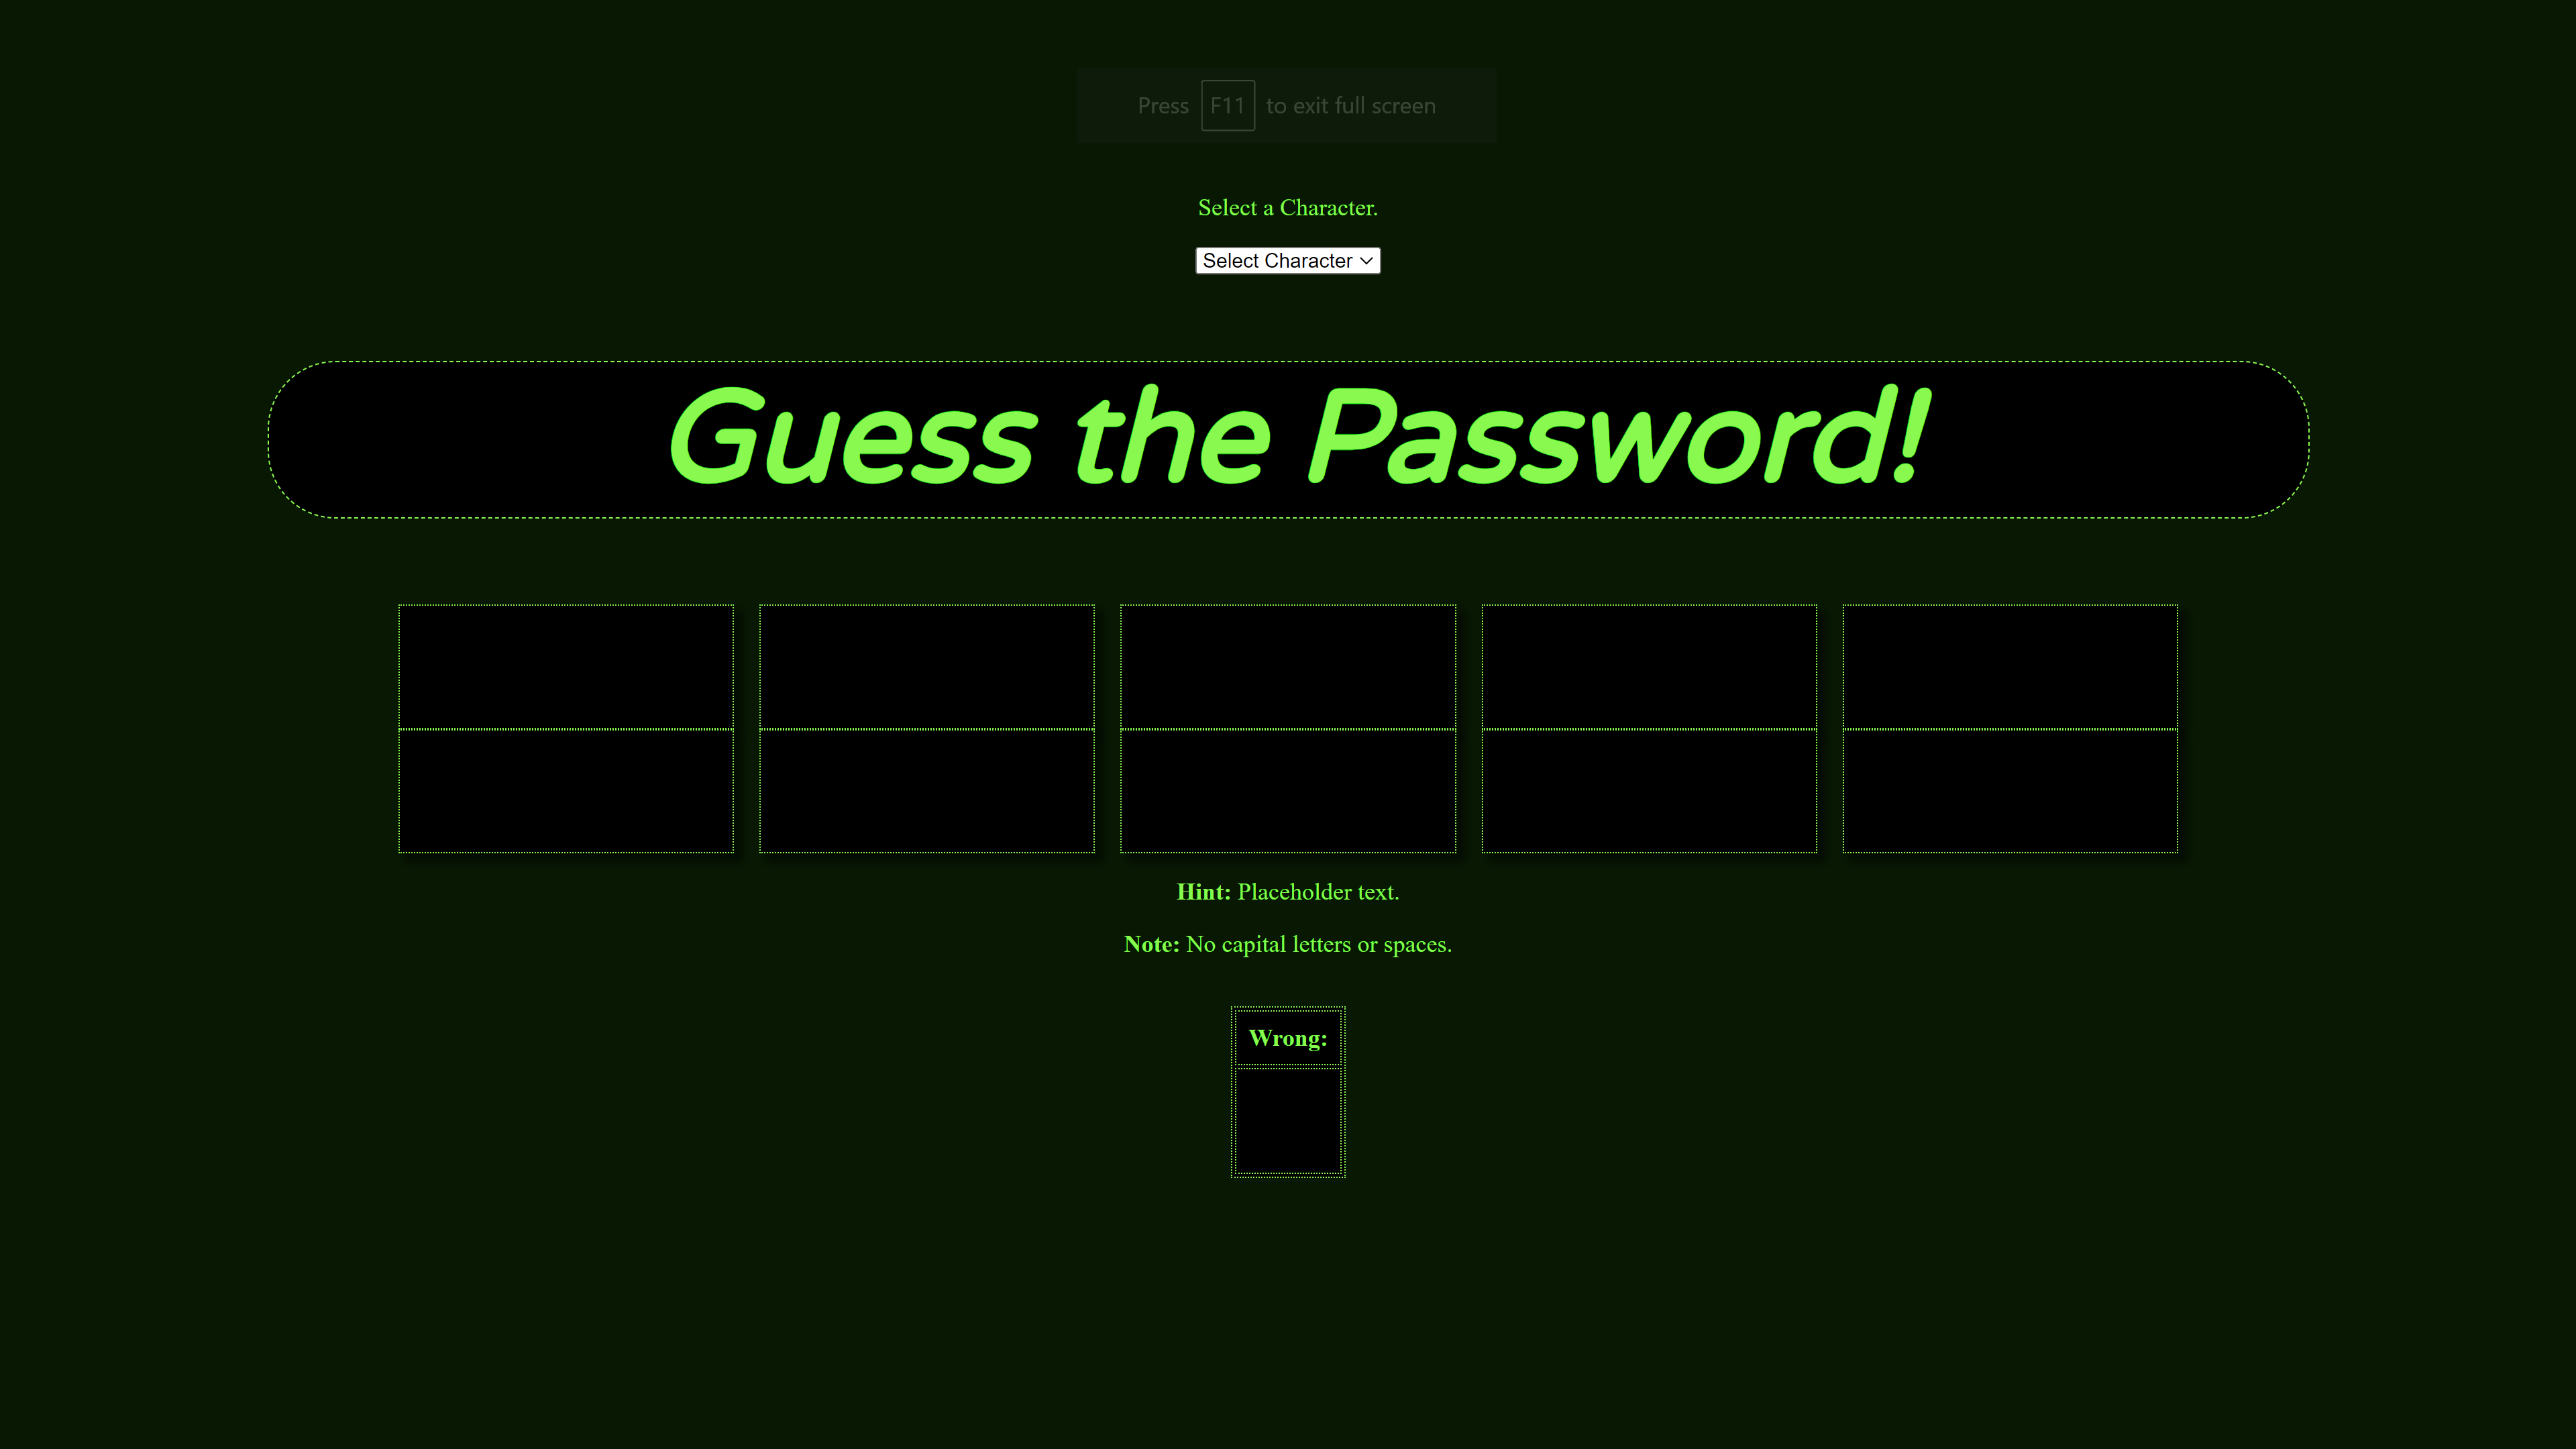 Press F11 to exit full screen
Select a Character.
Select Character
Guess the Password!
Hint: Placeholder text.
Note: No capital letters or spaces.
Wrong: